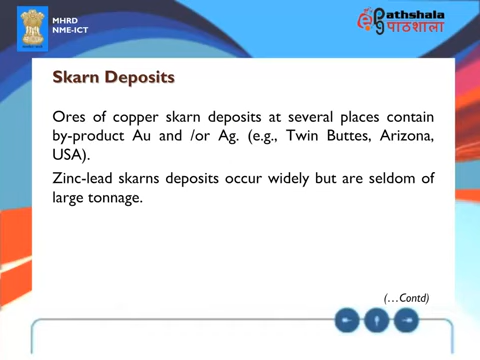 MHRD
NME-ICT
Pathshala
पाठशाला
Skarn Deposits
Ores of copper skarn deposits at several places contain
by-product Au and /or Ag. (e.g., Twin Buttes, Arizona,
USA).
Zinc-lead skarns deposits occur widely but are seldom of
large tonnage.
(…Contd)